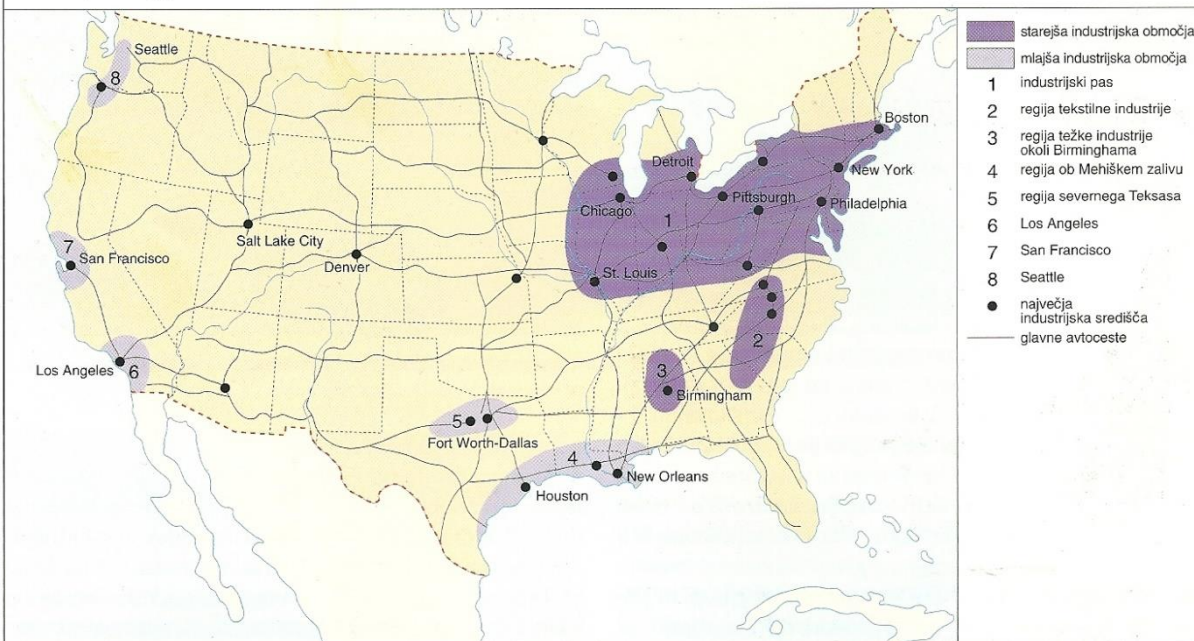 Seattle
8
Boston
Detroit
New York
Chicago
Pittsburgh
Philadelphia
1
Salt Lake City
7
San Francisco
Denver
St. Louis
2
Los Angeles
6
3
Birmingham
5
Fort Worth-Dallas
4
New Orleans
Houston
starejša industrijska območja
mlajša industrijska območja
1 industrijski pas
2 regija tekstilne industrije
3 regija težke industrije
okoli Birminghama
4 regija ob Mehiškem zalivu
5 regija severnega Teksasa
6 Los Angeles
7 San Francisco
8 Seattle
največja
industrijska središča
glavne avtoceste